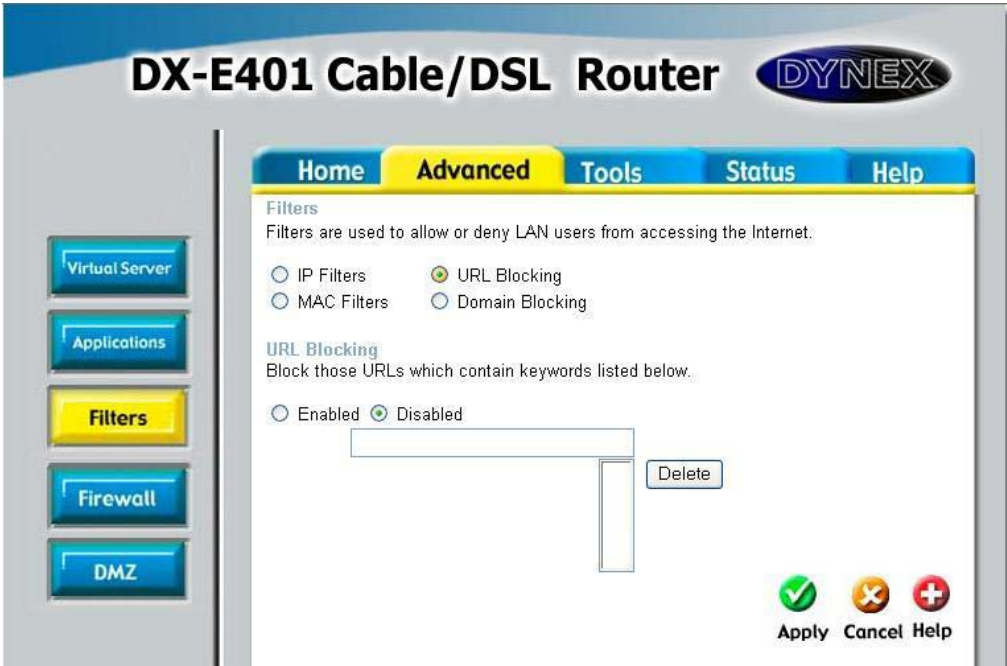 DX-E401 Cable/DSL Router DYNEX
Home Advanced Tools Status Help
Virtual Server
Applications
Filters
Firewall
DMZ
Filters
Filters are used to allow or deny LAN users from accessing the Internet.
IP Filters URL Blocking
MAC Filters Domain Blocking
URL Blocking
Block those URLs which contain keywords listed below.
Enabled Disabled
Delete
Apply Cancel Help